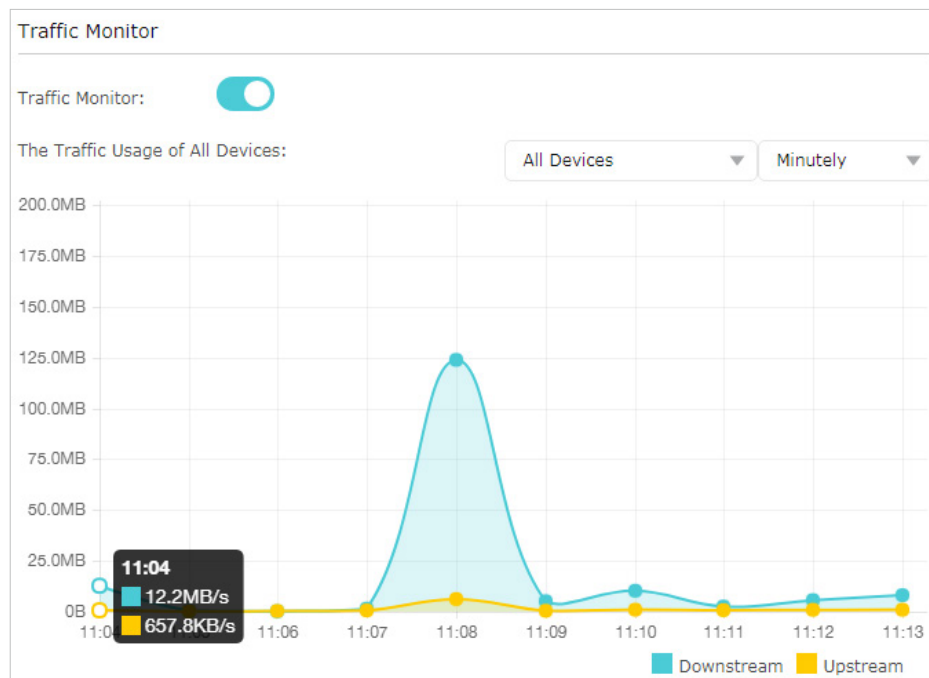 Traffic Monitor
Traffic Monitor:
The Traffic Usage of All Devices:
All Devices
Minutely
200.0MB
175.0MB
150.0MB
125.0MB
100.0MB
75.0MB
50.0MB
25.0MB
0B
11:04
12.2MB/s
657.8KB/s
11:04
11:06
11:07
11:08
11:09
11:10
11:11
11:12
11:13
Downstream
Upstream